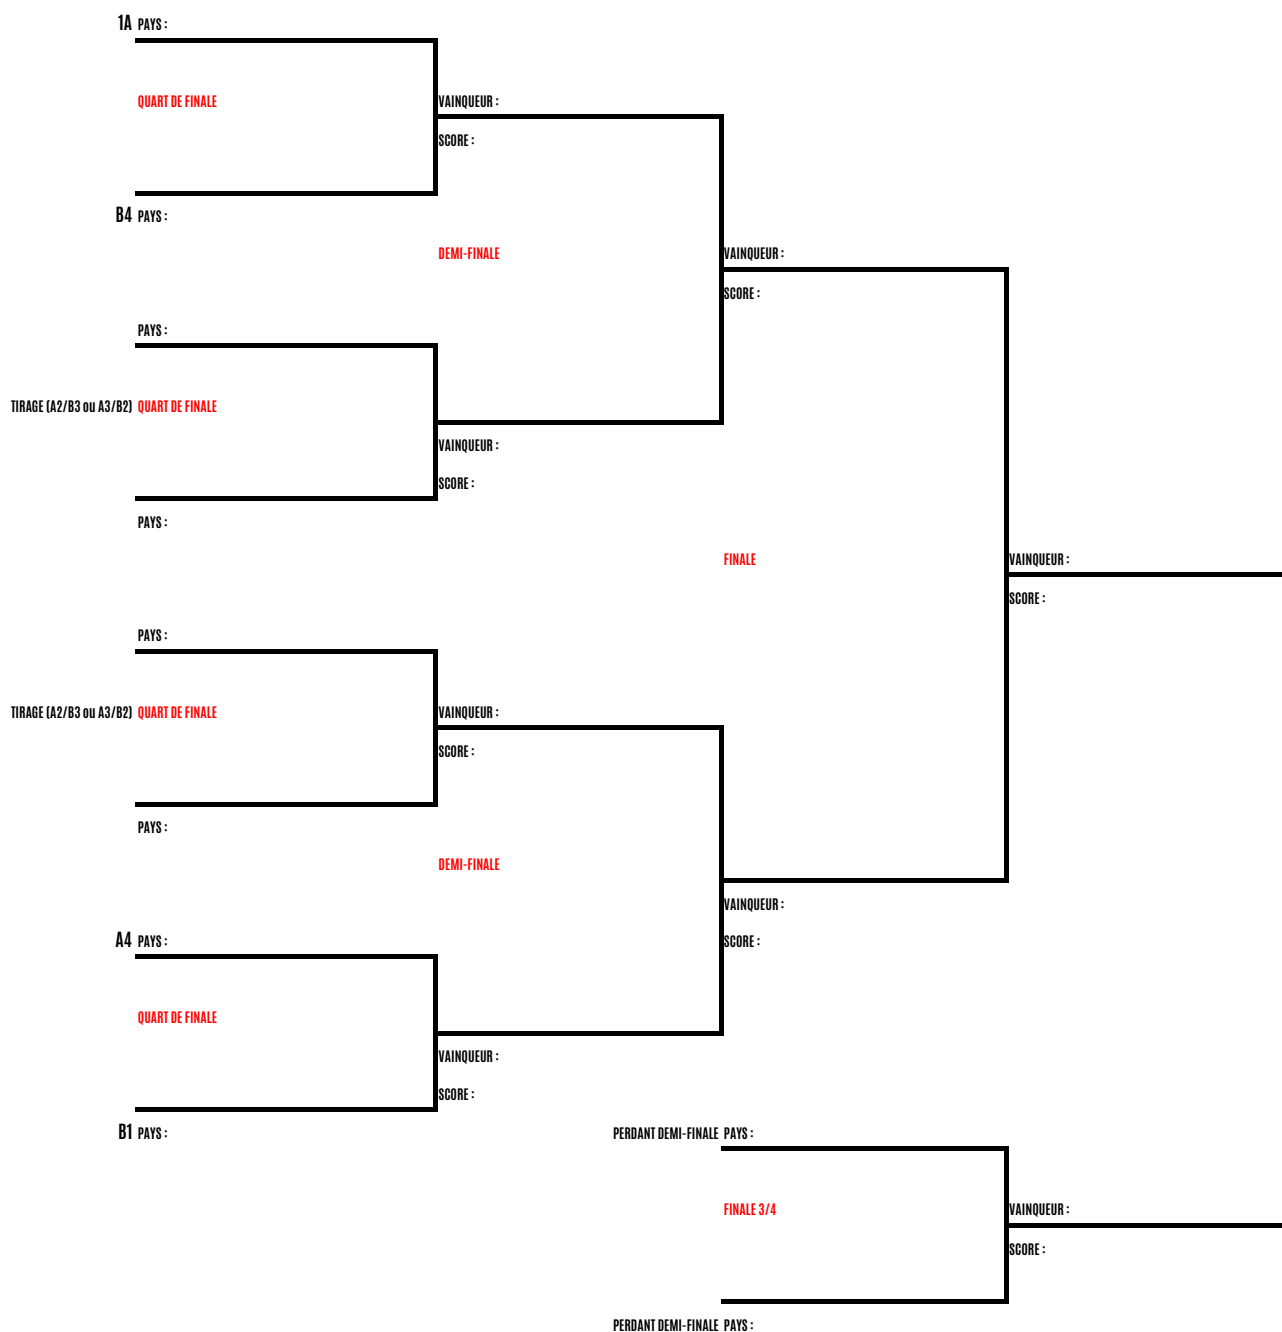 1A PAYS :
QUART DE FINALE VAINQUEUR :
SCORE :
B4 PAYS :
DEMI-FINALE VAINQUEUR :
SCORE :
PAYS :
TIRAGE (A2/B3 ou A3/B2) QUART DE FINALE
VAINQUEUR :
SCORE :
PAYS :
FINALE VAINQUEUR :
SCORE :
PAYS :
TIRAGE (A2/B3 ou A3/B2) QUART DE FINALE VAINQUEUR :
SCORE :
PAYS :
DEMI-FINALE
VAINQUEUR :
A4 PAYS : SCORE :
QUART DE FINALE
VAINQUEUR :
SCORE :
B1 PAYS : PERDANT DEMI-FINALE PAYS :
FINALE 3/4 VAINQUEUR :
SCORE :
PERDANT DEMI-FINALE PAYS :